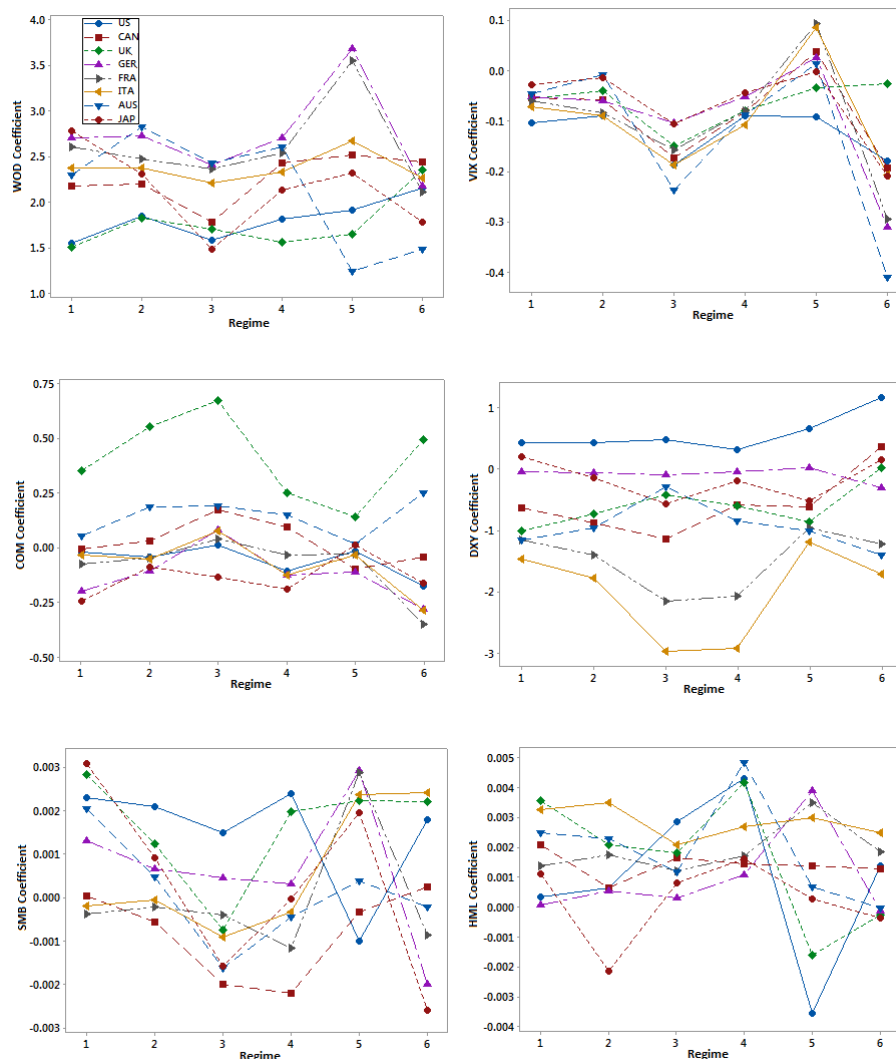 US
CAN
UK
GER
FRA
ITA
AUS
JAP
WOD Coefficient
4.0
3.5
3.0
2.5
2.0
1.5
1.0
1 2 3 4 5 6
Regime
VIX Coefficient
0.1
0.0
-0.1
-0.2
-0.3
-0.4
1 2 3 4 5 6
Regime
COM Coefficient
0.75
0.50
0.25
0.00
-0.25
-0.50
1 2 3 4 5 6
Regime
DXY Coefficient
1
0
-1
-2
-3
1 2 3 4 5 6
Regime
SMB Coefficient
0.003
0.002
0.001
0.000
-0.001
-0.002
-0.003
1 2 3 4 5 6
Regime
HML Coefficient
0.005
0.004
0.003
0.002
0.001
0.000
-0.001
-0.002
-0.003
-0.004
1 2 3 4 5 6
Regime